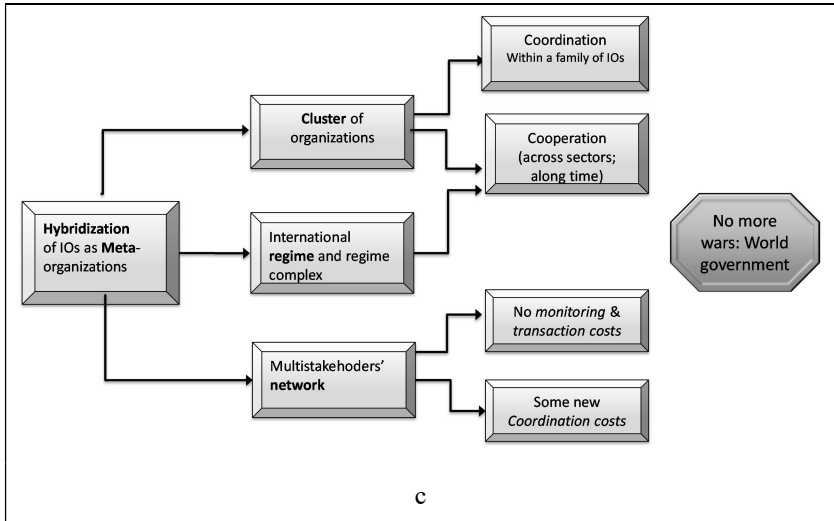 Coordination
Within a family of IOs
Cluster of
organizations
Cooperation
(across sectors;
along time)
Hybridization
of IOs as Meta-
organizations
International
regime and regime
complex
No more
wars: World
government
No monitoring &
transaction costs
Multistakehoders'
network
Some new
Coordination costs
c